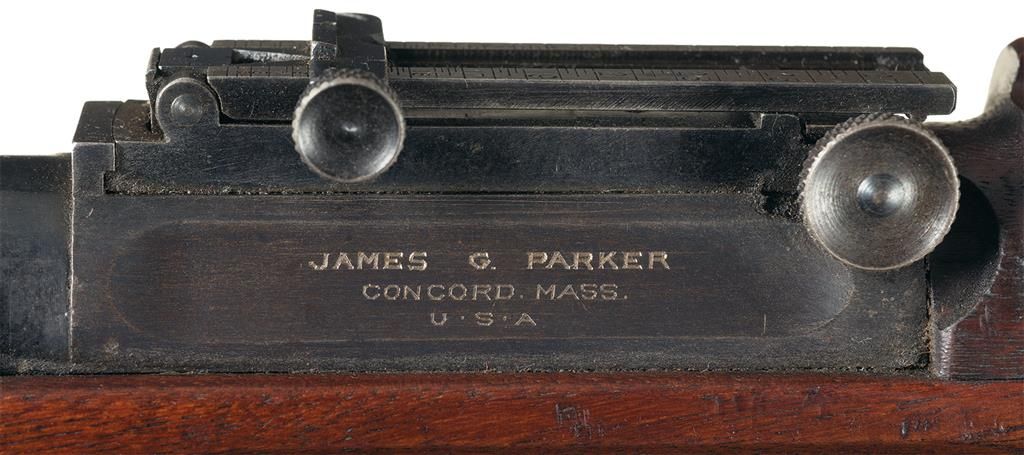 JAMES G. PARKER
CONCORD. MASS.
U·S·A